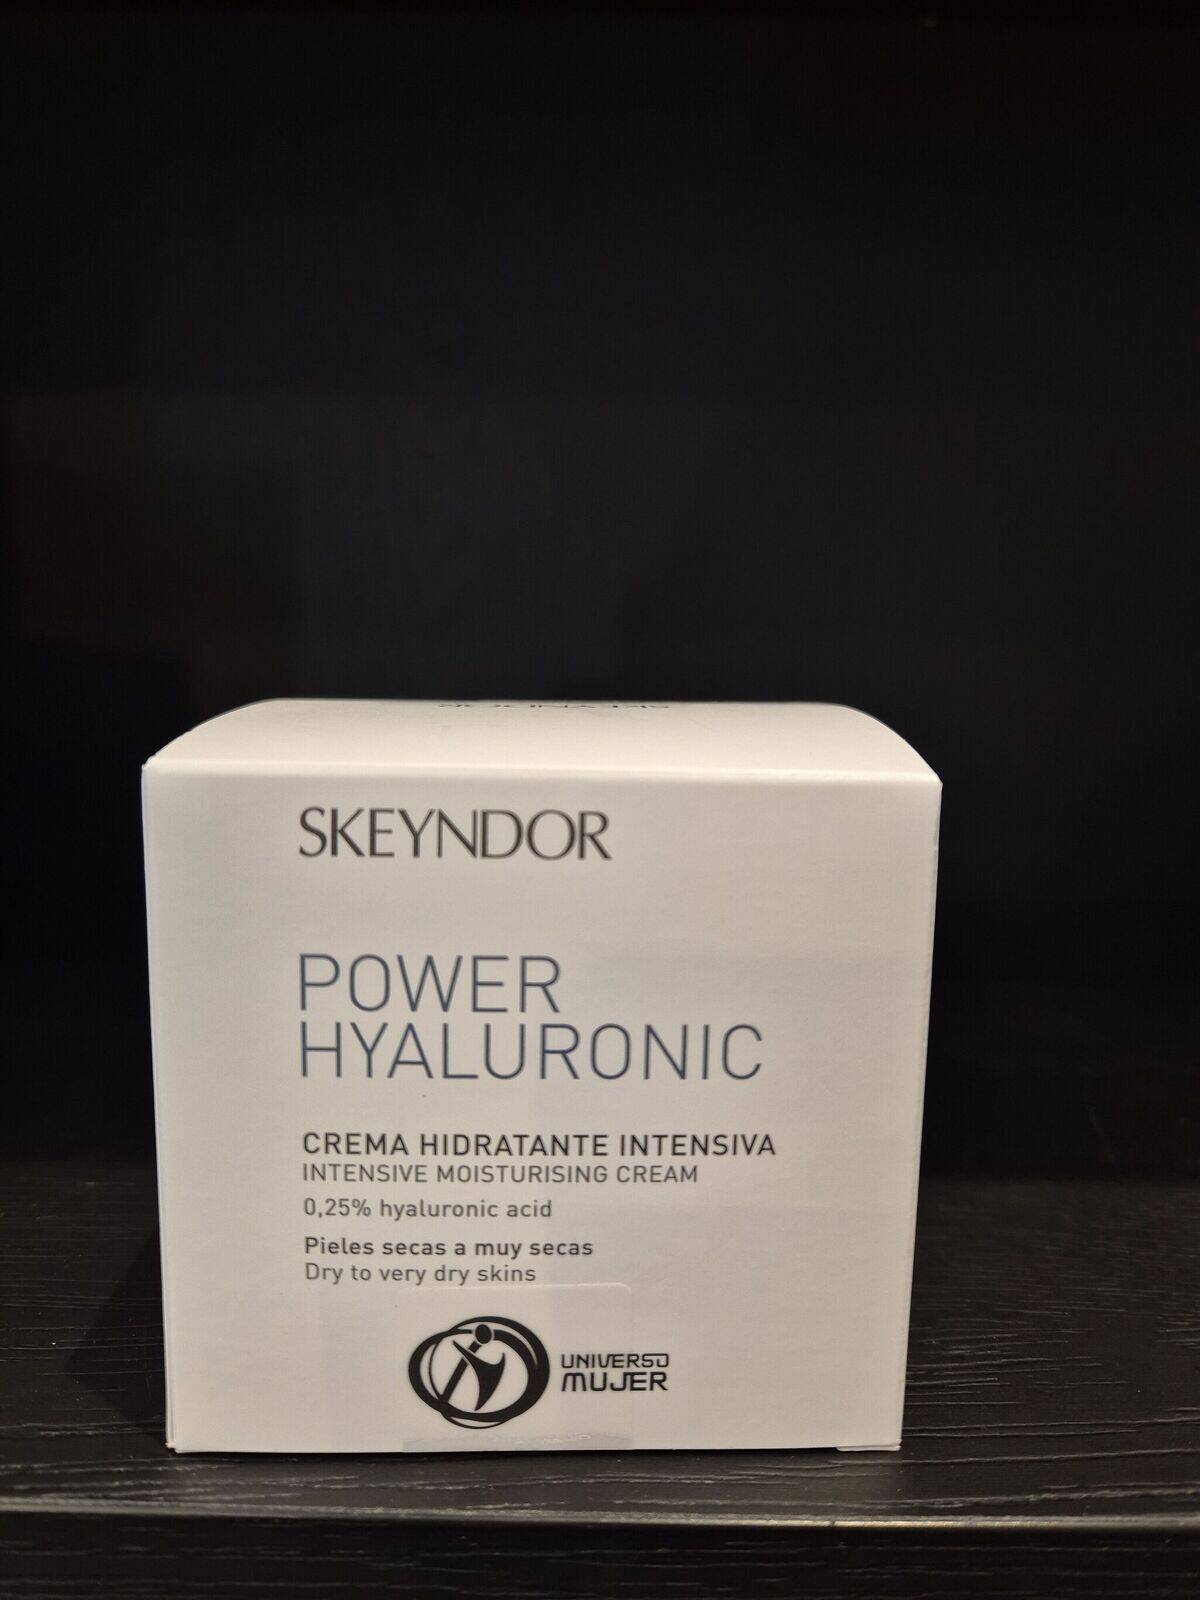 SKEYNDOR
SKEYNDOR
POWER
HYALURONIC
CREMA HIDRATANTE INTENSIVA
INTENSIVE MOISTURISING CREAM
0,25% hyaluronic acid
Pieles secas a muy secas
Dry to very dry skins
UNIVERSO
MUJER